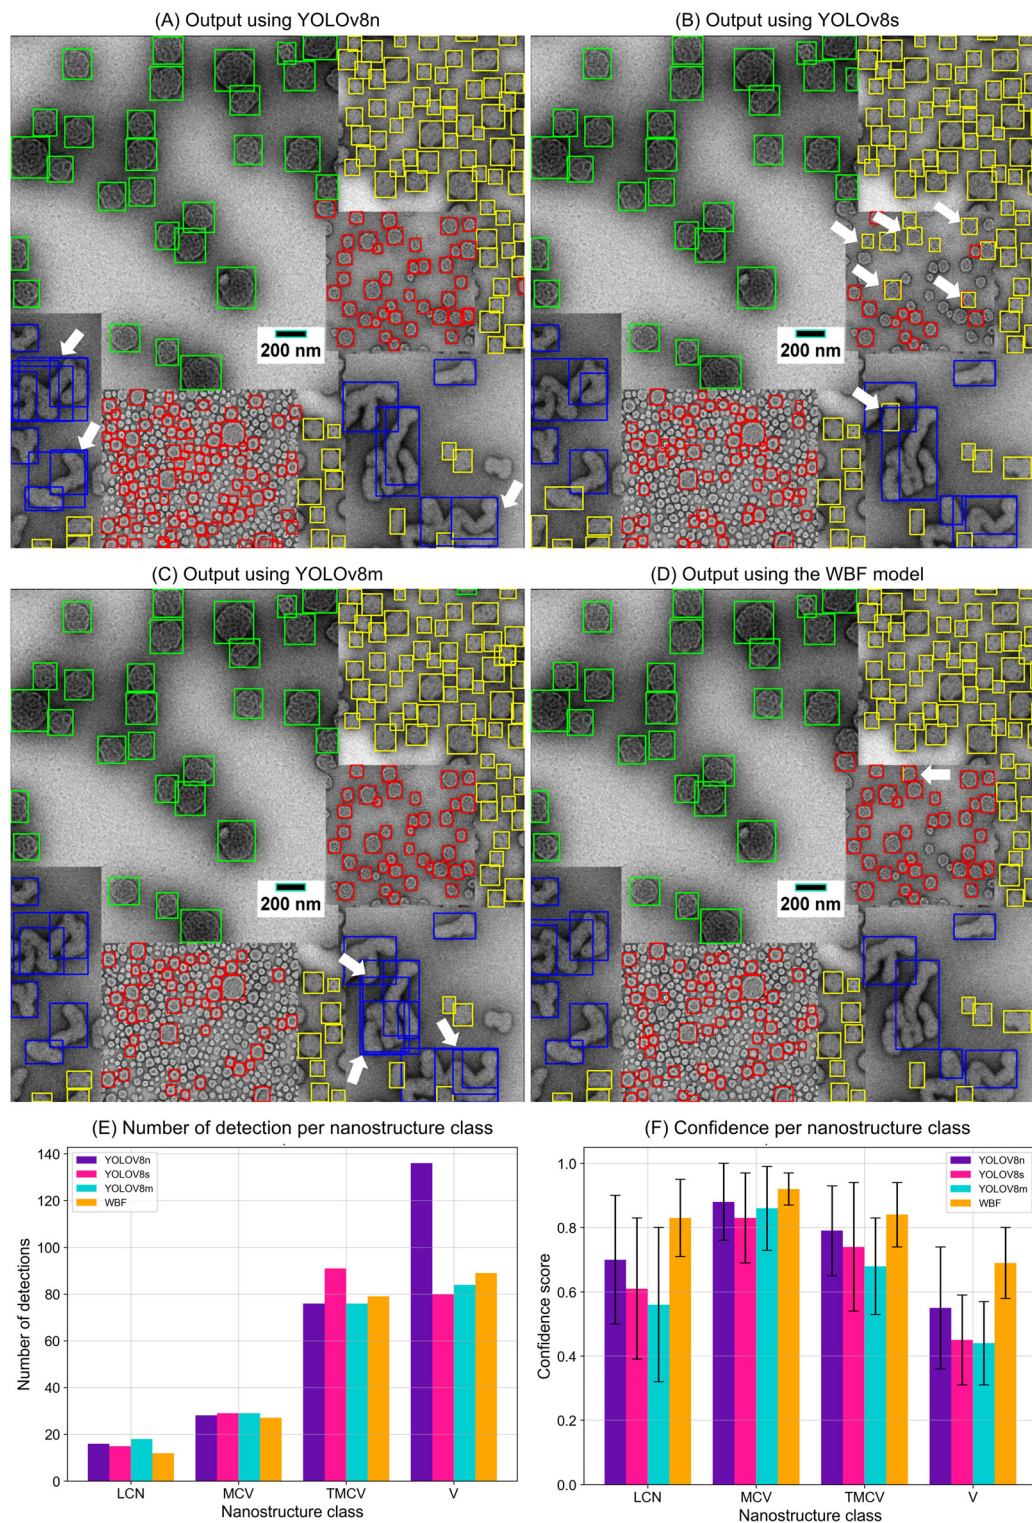 (A) Output using YOLOv8n
(B) Output using YOLOv8s
200 nm
200 nm
(C) Output using YOLOv8m
(D) Output using the WBF model
200 nm
200 nm
(E) Number of detection per nanostructure class
140
120
100
80
60
40
20
0
Number of detections
YOLOV8n
YOLOV8s
YOLOV8m
WBF
LCN
MCV
TMCV
V
Nanostructure class
(F) Confidence per nanostructure class
1.0
0.8
0.6
0.4
0.2
0.0
Confidence score
YOLOV8n
YOLOV8s
YOLOV8m
WBF
LCN
MCV
TMCV
V
Nanostructure class